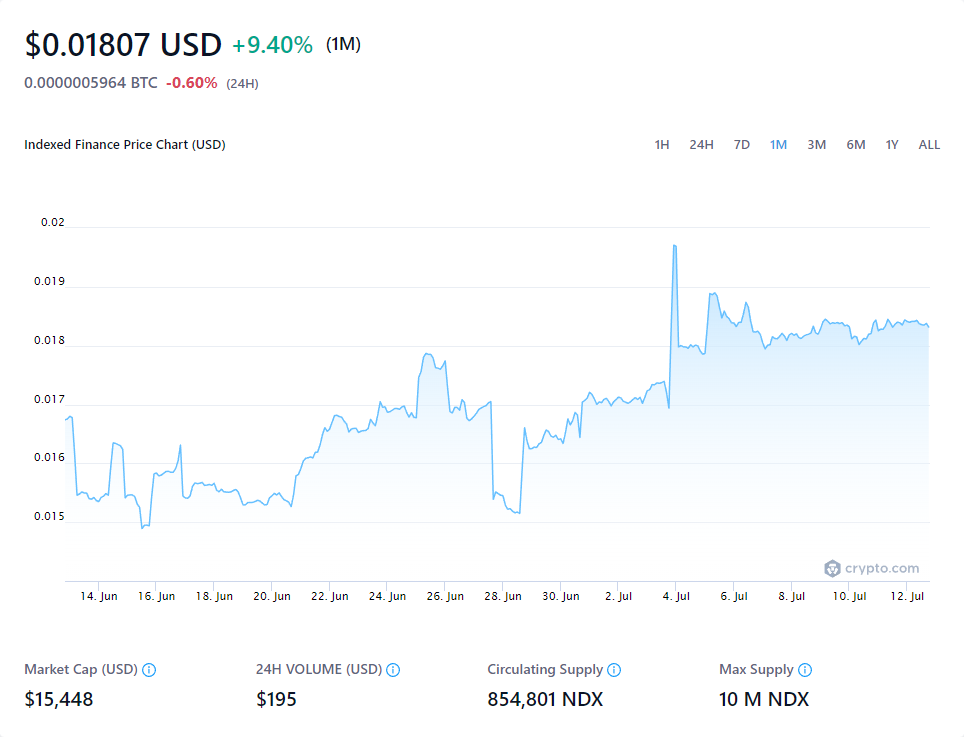 $0.01807 USD +9.40% (1M)
0.0000005964 BTC -0.60% (24H)
Indexed Finance Price Chart (USD)
1H 24H 7D 1M 3M 6M 1Y ALL
0.02
0.019
0.018
0.017
0.016
0.015
crypto.com
14. Jun 16. Jun 18. Jun 20. Jun 22. Jun 24. Jun 26. Jun 28. Jun 30. Jun 2. Jul 4. Jul 6. Jul 8. Jul 10. Jul 12. Jul
Market Cap (USD) 24H VOLUME (USD) Circulating Supply Max Supply
$15,448 $195 854,801 NDX 10 M NDX